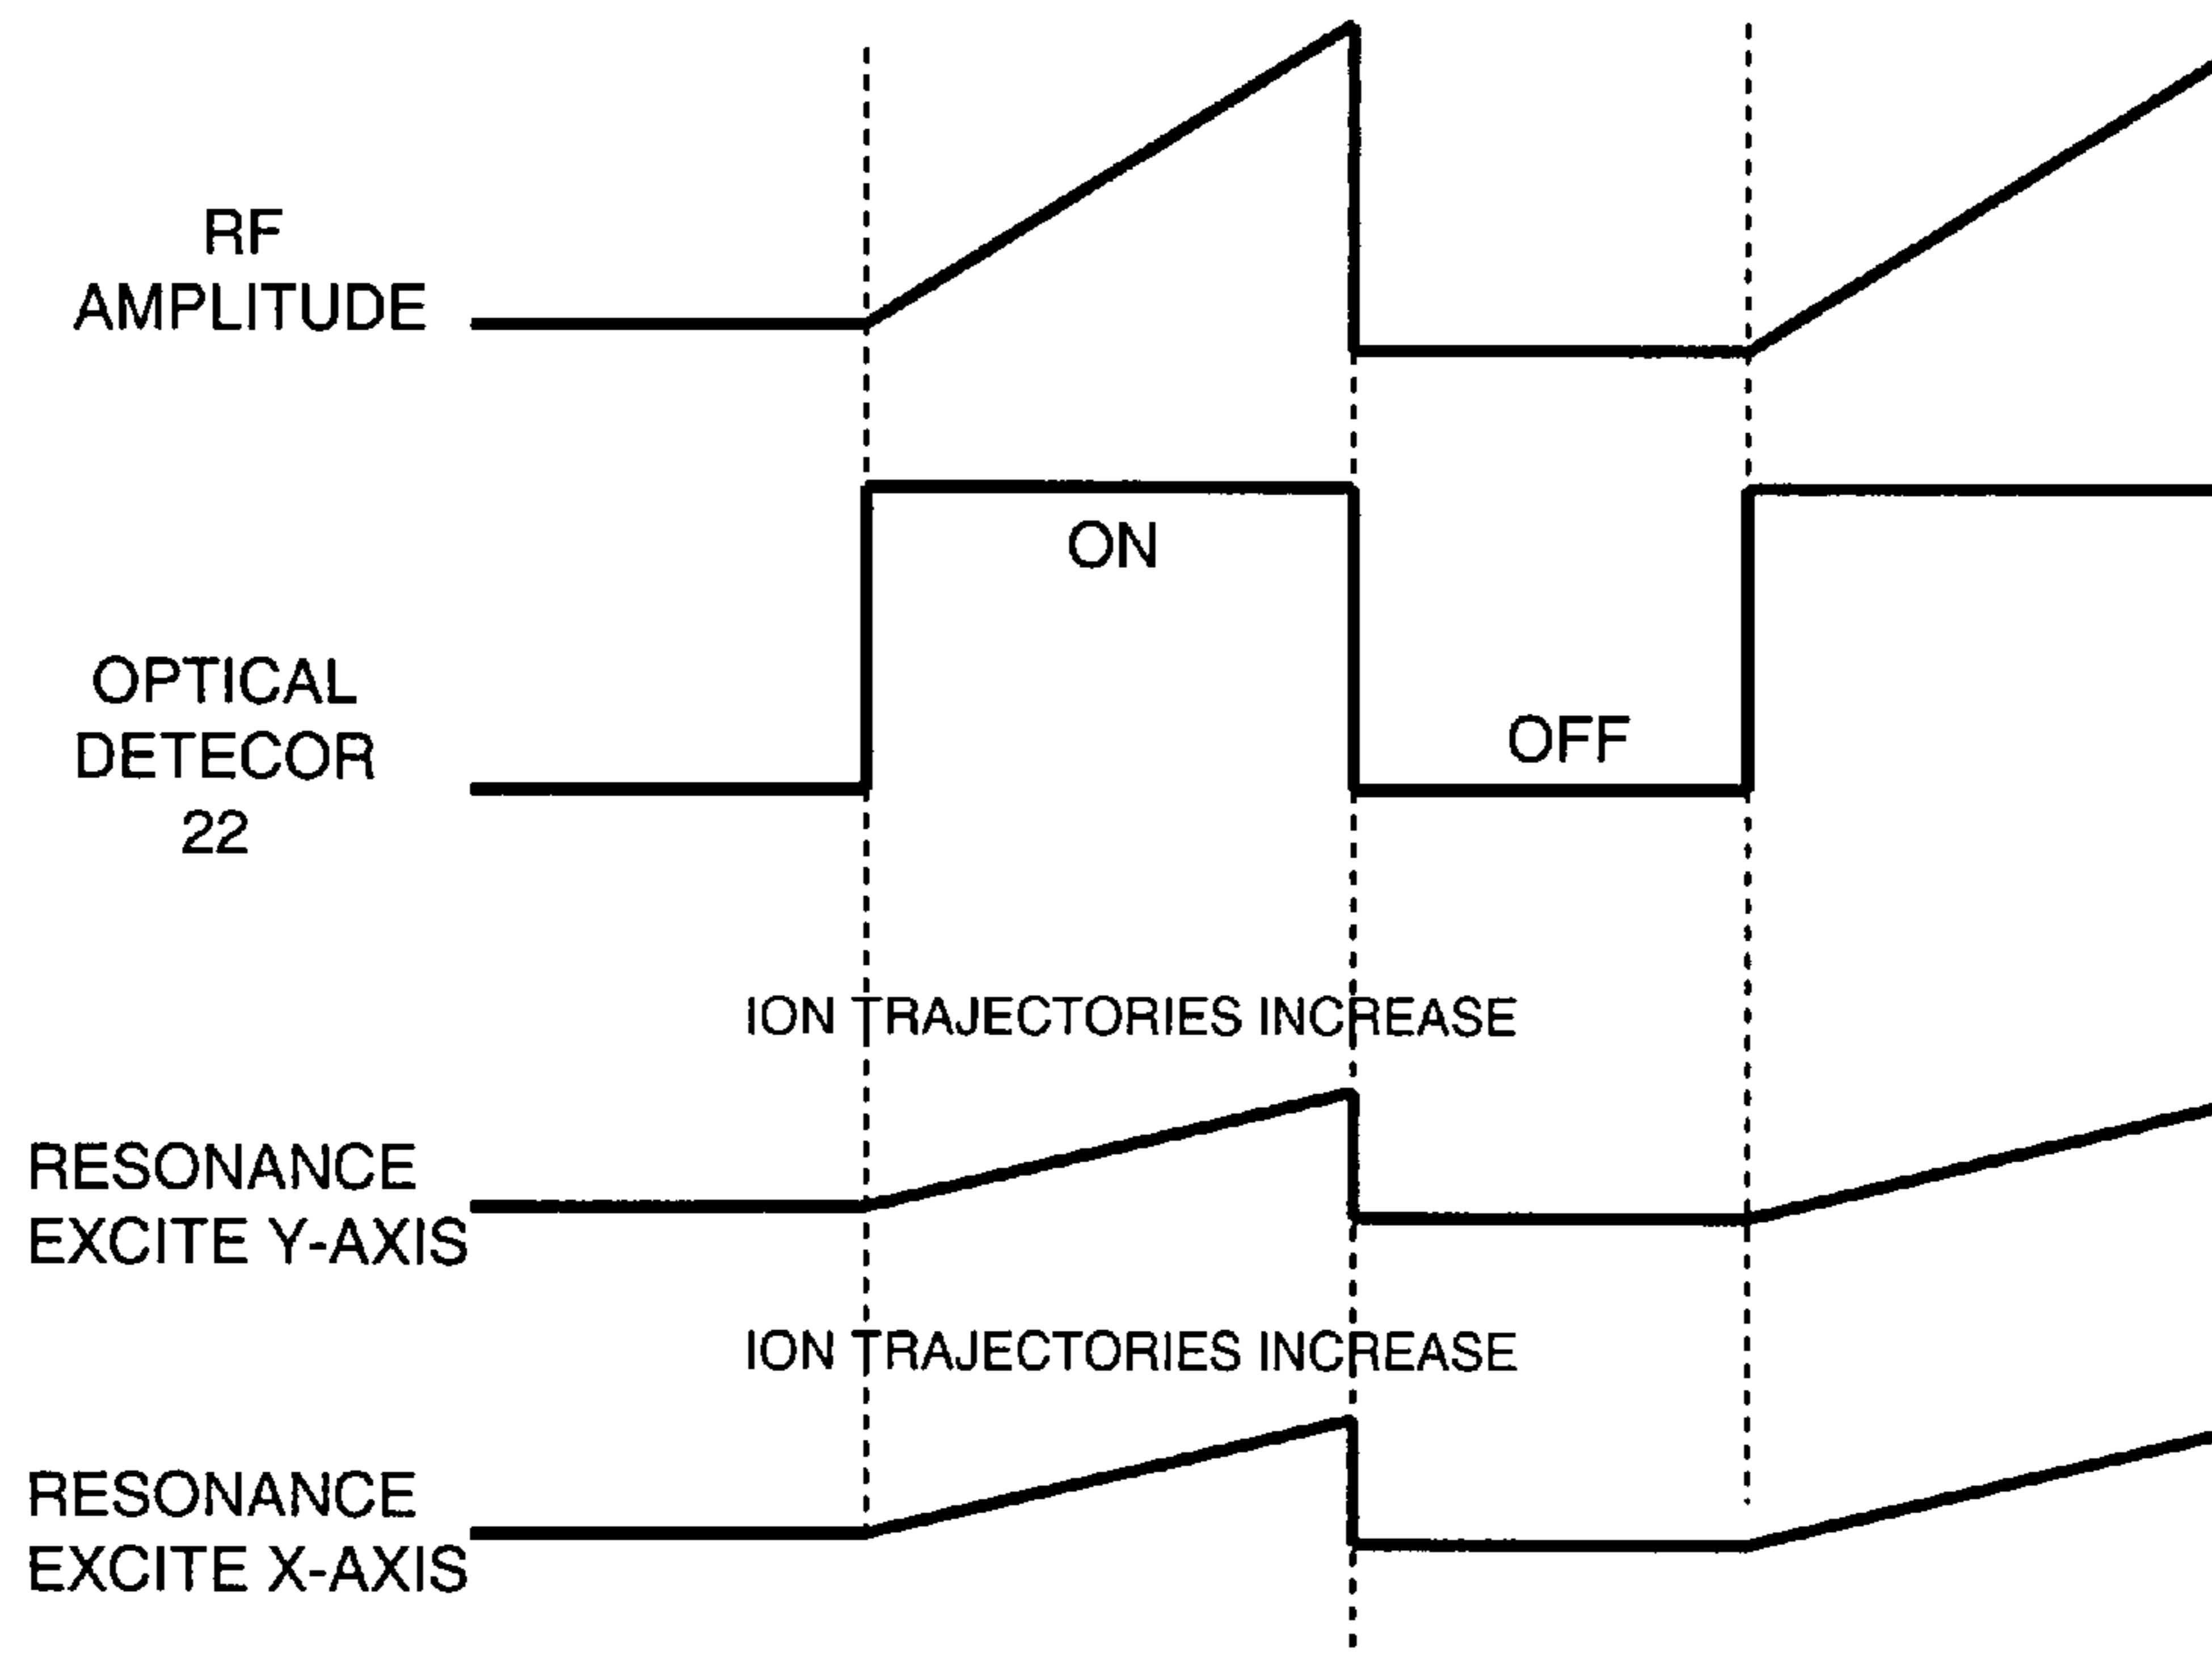 RF
AMPLITUDE
ON
OFF
OPTICAL
DETECOR
22
ION TRAJECTORIES INCREASE
RESONANCE
EXCITE Y-AXIS
ION TRAJECTORIES INCREASE
RESONANCE
EXCITE X-AXIS